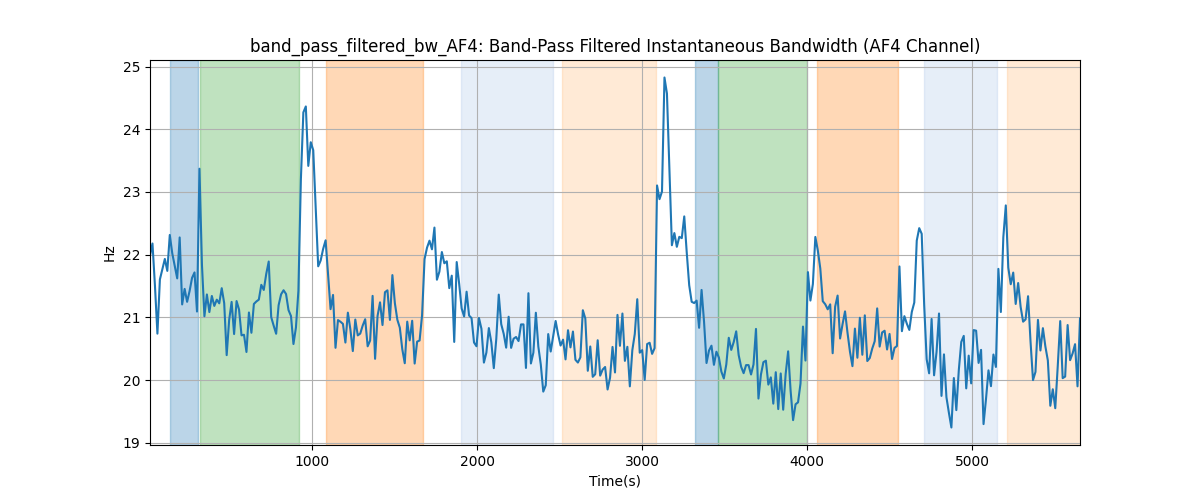 band_pass_filtered_bw_AF4: Band-Pass Filtered Instantaneous Bandwidth (AF4 Channel)
25
24
23
22
21
20
19
Hz
1000 2000 3000 4000 5000
Time(s)